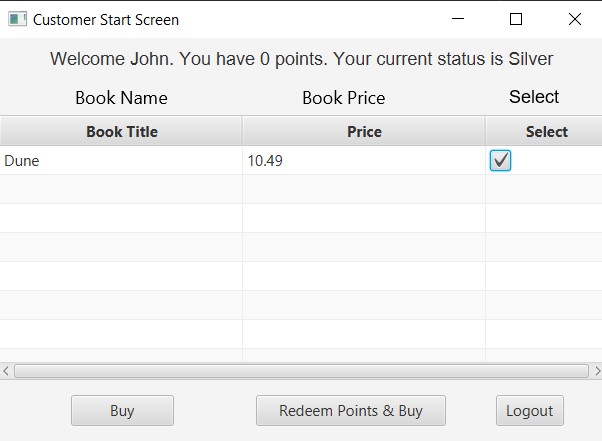 Customer Start Screen
Welcome John. You have 0 points. Your current status is Silver
Book Name Book Price Select
Book Title Price Select
Dune 10.49
Buy Redeem Points & Buy Logout